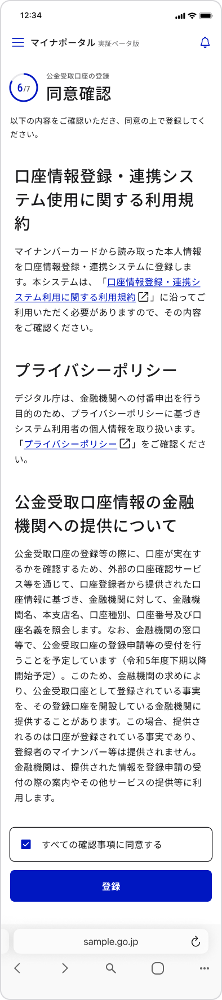 12:34
マイナポータル 実証ベータ版
公金受取口座の登録
6/7
同意確認
以下の内容をご確認いただき、同意の上で登録してく
ださい。
口座情報登録・連携シス
テム使用に関する利用規
約
マイナンバーカードから読み取った本人情報
を口座情報登録・連携システムに登録しま
す。本システムは、「口座情報登録・連携シ
ステム利用に関する利用規約」に沿ってご
利用いただく必要がありますので、その内容
をご確認ください。
プライバシーポリシー
デジタル庁は、金融機関への付番申出を行う
目的のため、プライバシーポリシーに基づき
システム利用者の個人情報を取り扱います。
「プライバシーポリシー」をご確認くださ
い。
公金受取口座情報の金融
機関への提供について
公金受取口座の登録等の際に、口座が実在す
るかを確認するため、外部の口座確認サービ
ス等を通じて、口座登録者から提供された口
座情報に基づき、金融機関に対して、金融機
関名、本支店名、口座種別、口座番号及び口
座名義を照会します。なお、金融機関の窓口
等で、公金受取口座の登録申請等の受付を行
うことを予定しています（令和5年度下期以降
開始予定）。このため、金融機関の求めによ
り、公金受取口座として登録されている事実
を、その登録口座を開設している金融機関に
提供することがあります。この場合、提供さ
れるのは口座が登録されている事実であり、
登録者のマイナンバー等は提供されません。
金融機関は、提供された情報を登録申請の受
付の際の案内やその他サービスの提供等に利
用します。
すべての確認事項に同意する
登録
sample.go.jp